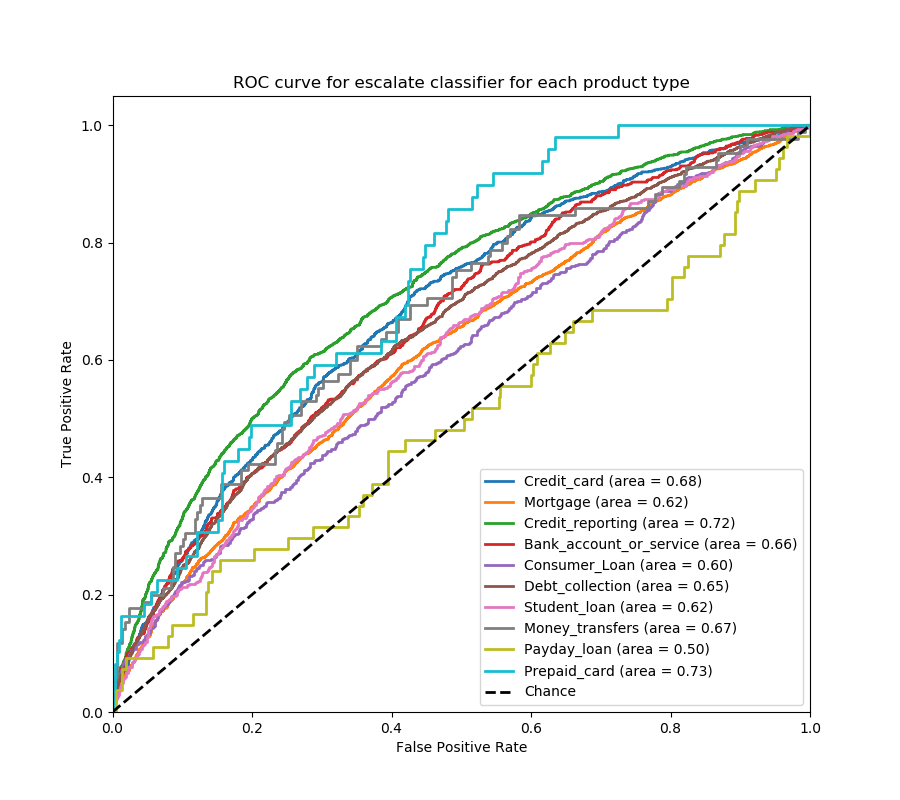 ROC curve for escalate classifier for each product type
1.0
0.8
0.6
0.4
0.2
0.0
True Positive Rate
Credit_card (area = 0.68)
Mortgage (area = 0.62)
Credit_reporting (area = 0.72)
Bank_account_or_service (area = 0.66)
Consumer_Loan (area = 0.60)
Debt_collection (area = 0.65)
Student_loan (area = 0.62)
Money_transfers (area = 0.67)
Payday_loan (area = 0.50)
Prepaid_card (area = 0.73)
Chance
0.0 0.2 0.4 0.6 0.8 1.0
False Positive Rate